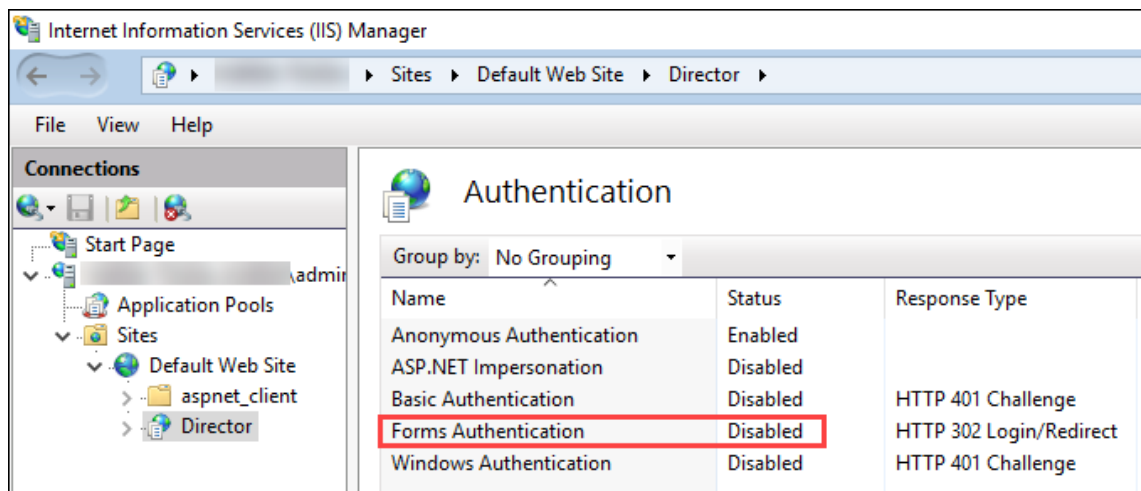 Internet Information Services (IIS) Manager
Sites Default Web Site Director
File View Help
Connections
Start Page
\admin
Application Pools
Sites
Default Web Site
aspnet_client
Director
Authentication
Group by: No Grouping
Name Status Response Type
Anonymous Authentication Enabled
ASP.NET Impersonation Disabled
Basic Authentication Disabled HTTP 401 Challenge
Forms Authentication Disabled HTTP 302 Login/Redirect
Windows Authentication Disabled HTTP 401 Challenge